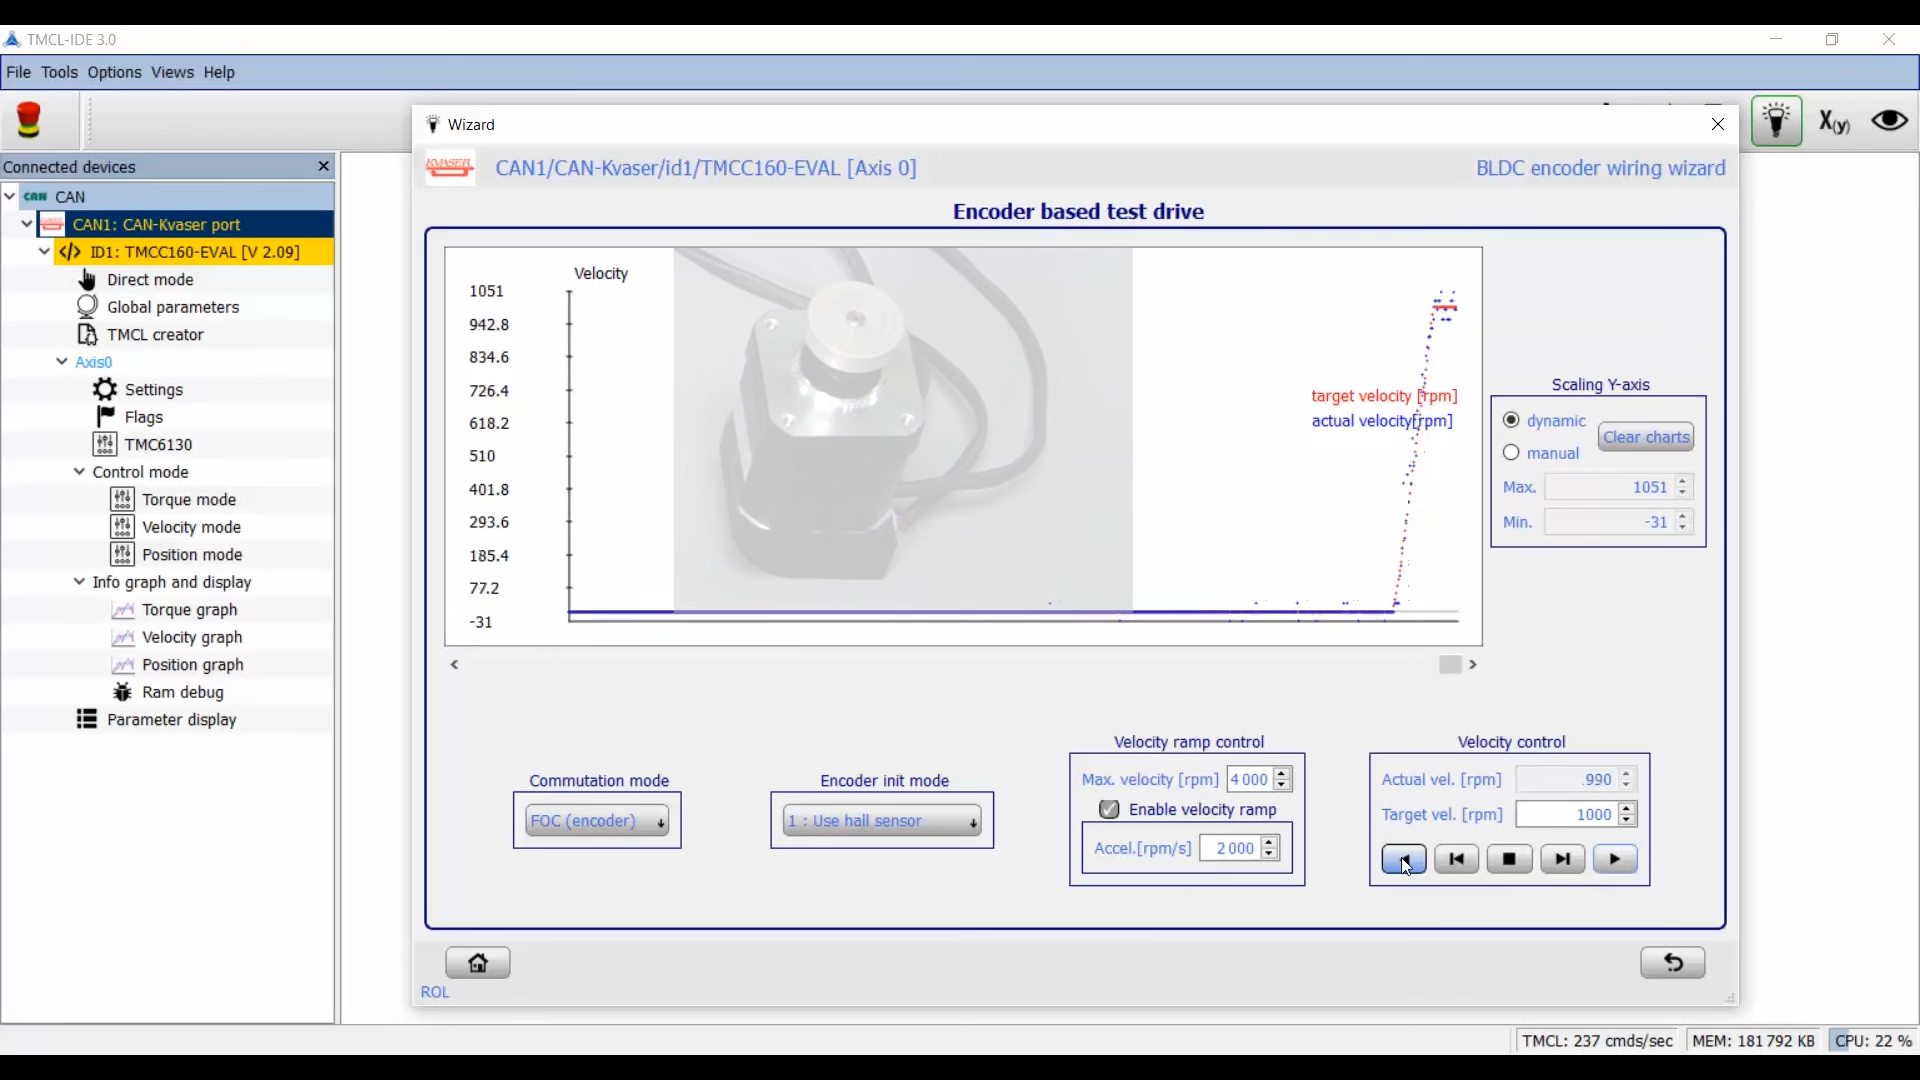 TMCL-IDE 3.0
File Tools Options Views Help
Connected devices
CAN CAN
CAN1: CAN-Kvaser port
ID1: TMCC160-EVAL [V 2.09]
Direct mode
Global parameters
TMCL creator
Axis0
Settings
Flags
TMC6130
Control mode
Torque mode
Velocity mode
Position mode
Info graph and display
Torque graph
Velocity graph
Position graph
Ram debug
Parameter display
X(y)
Wizard
KVASER CAN1/CAN-Kvaser/id1/TMCC160-EVAL [Axis 0] BLDC encoder wiring wizard
Encoder based test drive
Velocity
1051
942.8
834.6
726.4
618.2
510
401.8
293.6
185.4
77.2
-31
target velocity [rpm]
actual velocity[rpm]
Scaling Y-axis
dynamic Clear charts
manual
Max. 1051
Min. -31
Commutation mode
FOC (encoder)
Encoder init mode
1 : Use hall sensor
Velocity ramp control
Max. velocity [rpm] 4 000
Enable velocity ramp
Accel.[rpm/s] 2 000
Velocity control
Actual vel. [rpm] 990
Target vel. [rpm] 1000
ROL
TMCL: 237 cmds/sec MEM: 181 792 KB CPU: 22 %